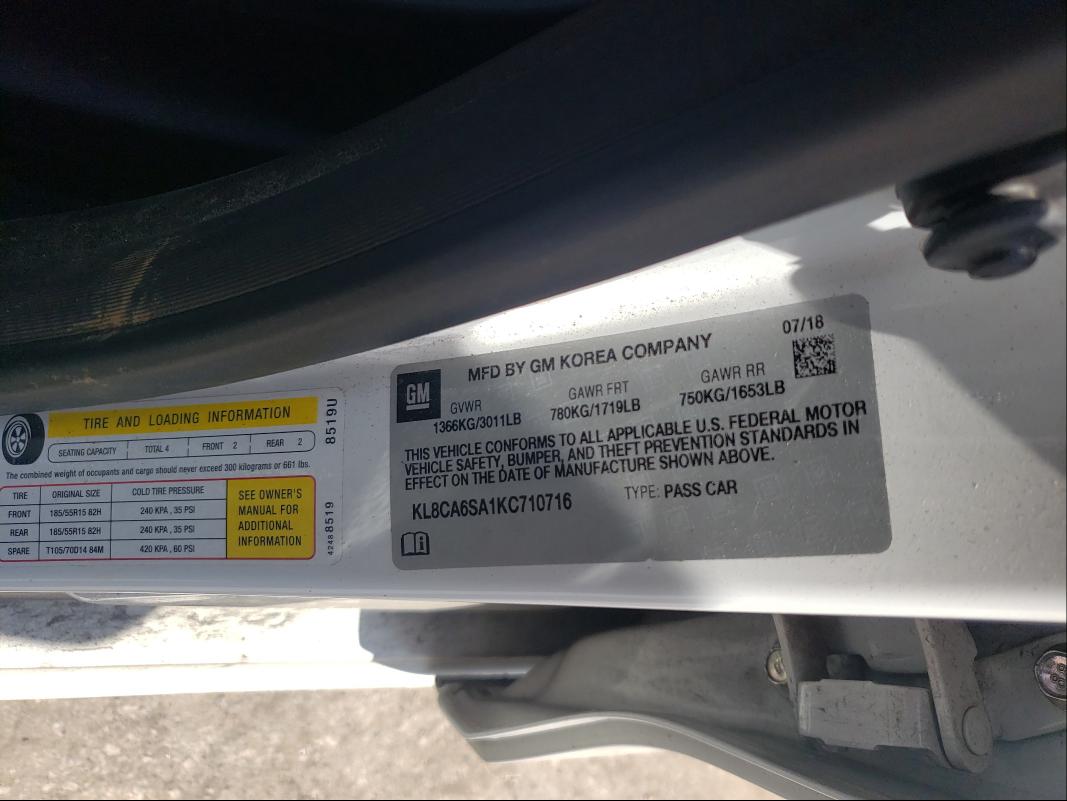 TIRE AND LOADING INFORMATION
SEATING CAPACITY TOTAL 4 FRONT 2 REAR 2
The combined weight of occupants and cargo should never exceed 300 kilograms or 661 lbs.
TIRE ORIGINAL SIZE COLD TIRE PRESSURE
FRONT 185/55R15 82H 240 KPA , 35 PSI
REAR 185/55R15 82H 240 KPA , 35 PSI
SPARE T105/70D14 84M 420 KPA , 60 PSI
SEE OWNER'S
MANUAL FOR
ADDITIONAL
INFORMATION
8519U
42488519
GM
MFD BY GM KOREA COMPANY
07/18
GVWR GAWR FRT GAWR RR
1366KG/3011LB 780KG/1719LB 750KG/1653LB
THIS VEHICLE CONFORMS TO ALL APPLICABLE U.S. FEDERAL MOTOR
VEHICLE SAFETY, BUMPER, AND THEFT PREVENTION STANDARDS IN
EFFECT ON THE DATE OF MANUFACTURE SHOWN ABOVE.
KL8CA6SA1KC710716 TYPE: PASS CAR